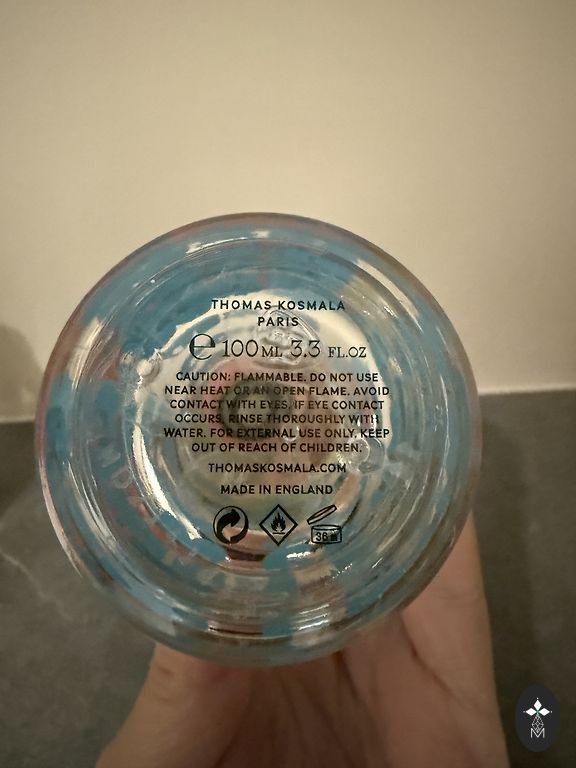 THOMAS KOSMALA
PARIS
℮100ML 3.3 FL.OZ
CAUTION: FLAMMABLE. DO NOT USE
NEAR HEAT OR AN OPEN FLAME. AVOID
CONTACT WITH EYES. IF EYE CONTACT
OCCURS, RINSE THOROUGHLY WITH
WATER. FOR EXTERNAL USE ONLY. KEEP
OUT OF REACH OF CHILDREN.
THOMASKOSMALA.COM
MADE IN ENGLAND
36M
M